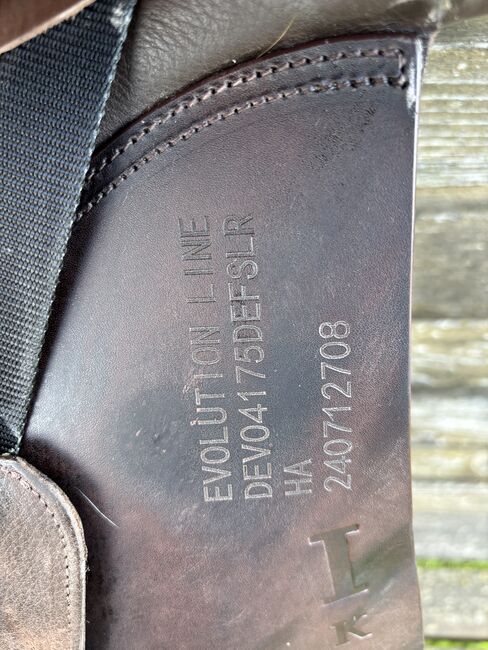 EVOLUTION LINE
DEV04175DEFSLR
HA
240712708
I
K